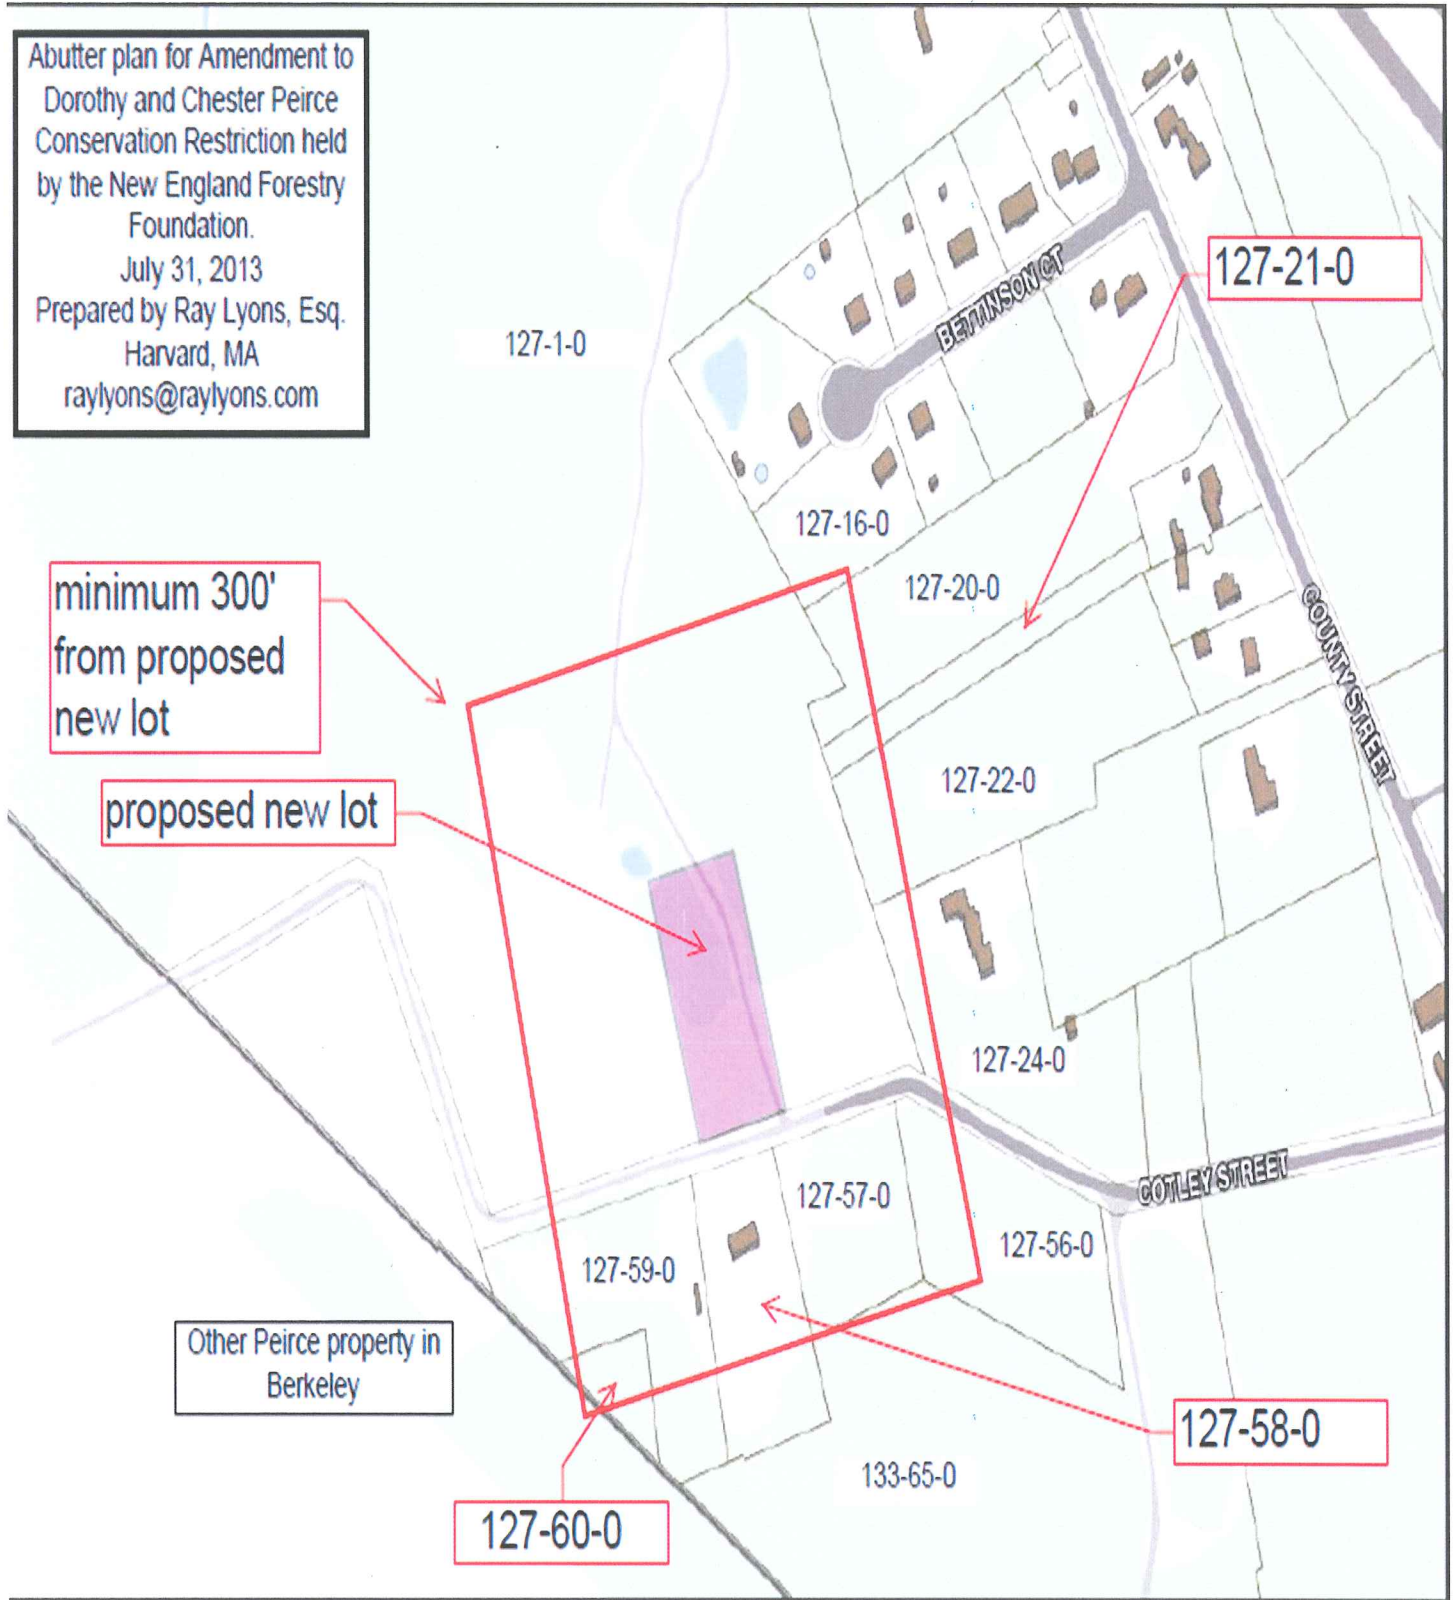 Abutter plan for Amendment to
Dorothy and Chester Peirce
Conservation Restriction held
by the New England Forestry
Foundation.
July 31, 2013
Prepared by Ray Lyons, Esq.
Harvard, MA
raylyons@raylyons.com
127-21-0
BETTINSON CT
127-1-0
127-16-0
127-20-0
minimum 300'
from proposed
new lot
COUNTY STREET
127-22-0
proposed new lot
127-24-0
COTLEY STREET
127-57-0
127-56-0
127-59-0
Other Peirce property in
Berkeley
127-58-0
133-65-0
127-60-0